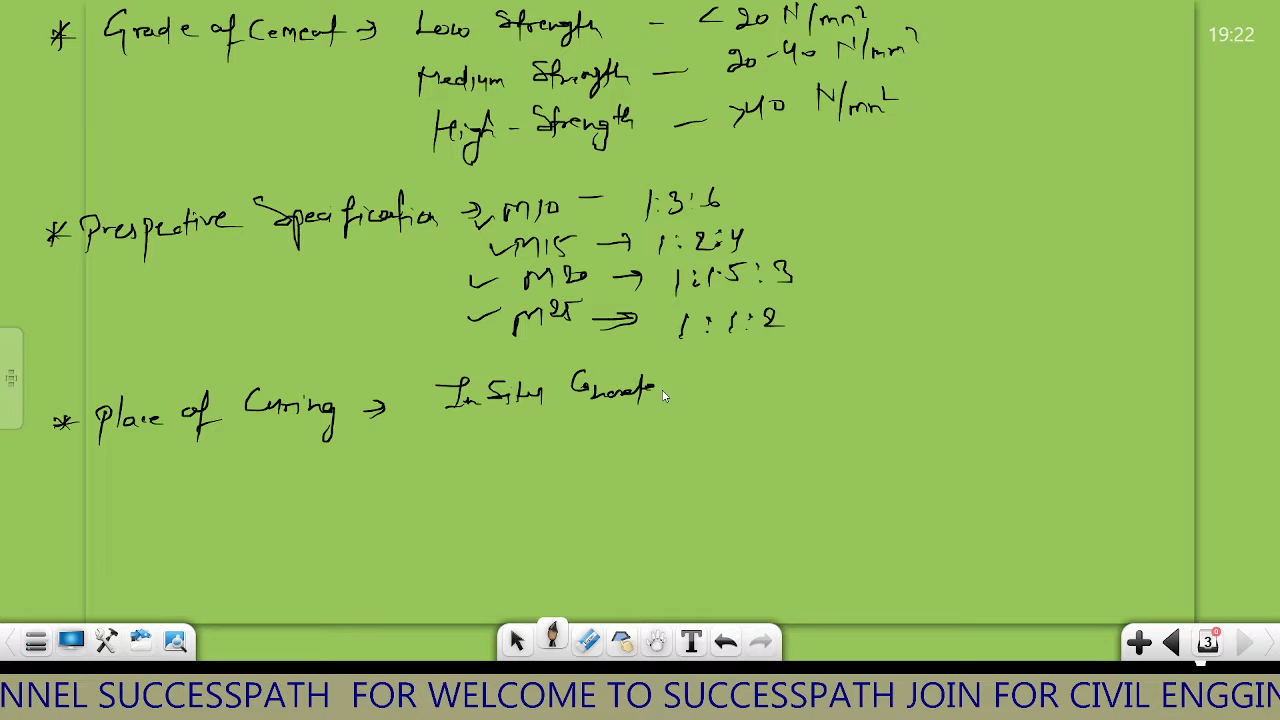 * Grade of Cement → Low Strength - < 20 N/mm²
Medium Strength — 20-40 N/mm²
High - Strength — >40 N/mm²
* Prespective Specification → ✓ M10 - 1:3:6
✓ M15 → 1:2:4
✓ M20 → 1:1.5:3
✓ M25 → 1:1:2
* Place of Curing → In Situ Concrete
19:22
T
3
0
NNEL SUCCESSPATH FOR WELCOME TO SUCCESSPATH JOIN FOR CIVIL ENGGIN